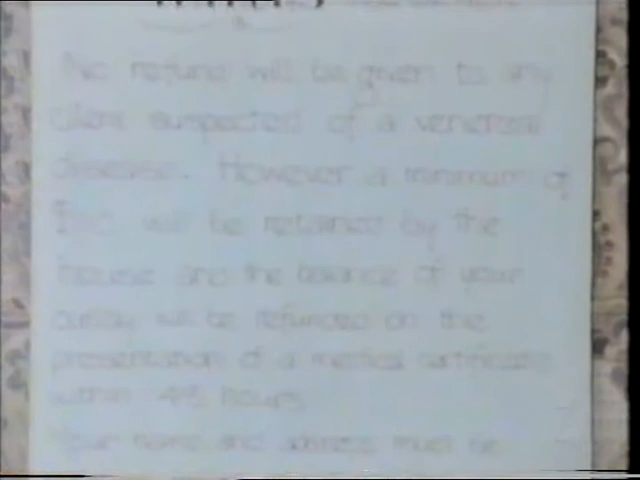 No refund will be given to any
client suspected of a venereal
disease. However a minimum of
will be retained by the
house and the balance of your
outlay will be refunded on the
presentation of a medical certificate
within 48 hours
Your name and address must be